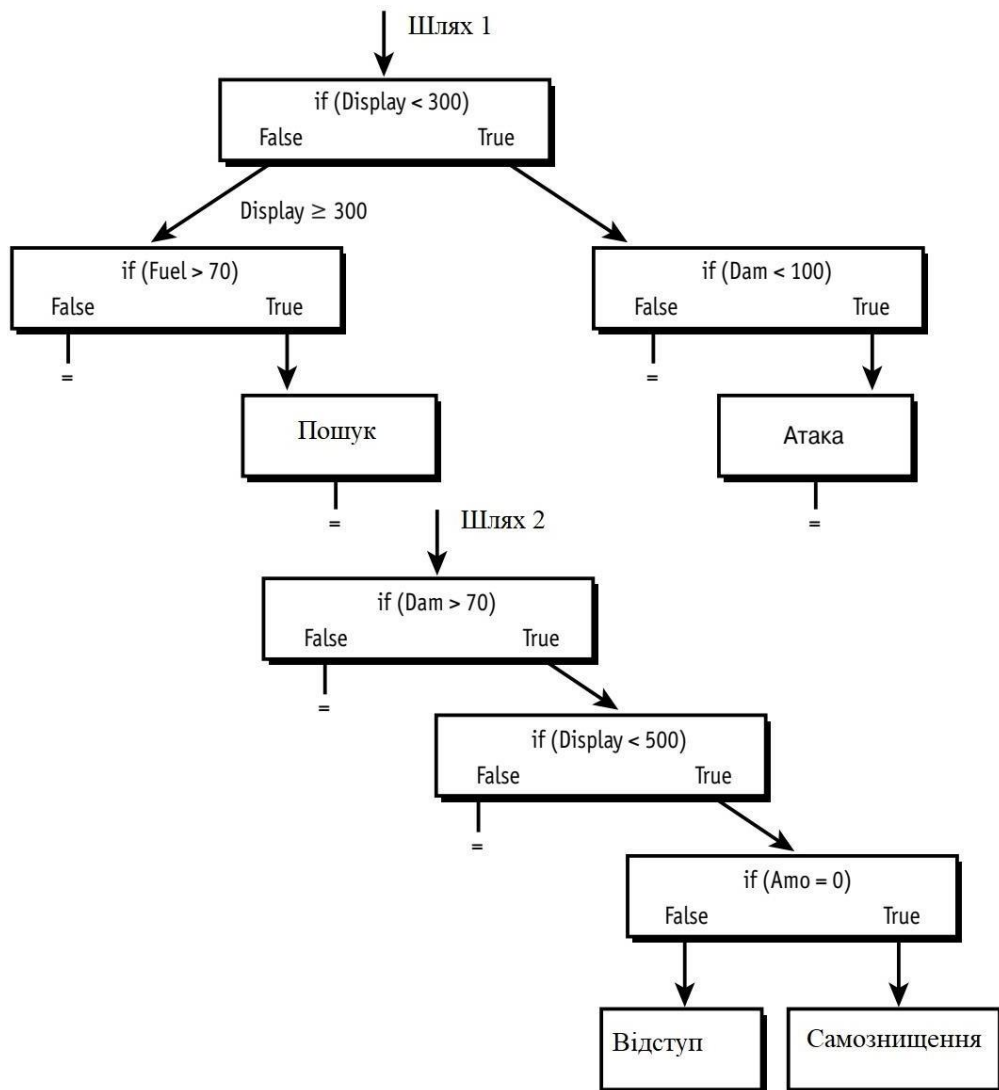 Шлях 1
if (Display < 300)
False True
Display ≥ 300
if (Fuel > 70)
False True
if (Dam < 100)
False True
=
=
Пошук
Атака
=
=
Шлях 2
if (Dam > 70)
False True
=
if (Display < 500)
False True
=
if (Amo = 0)
False True
Відступ
Самознищення